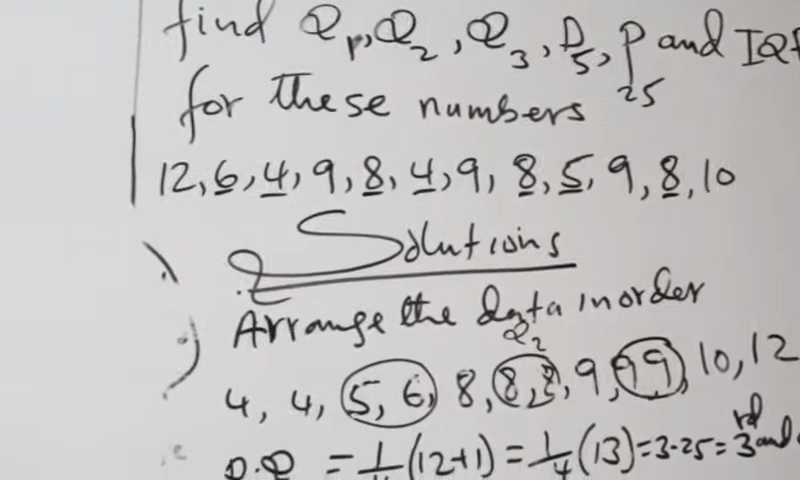 find Q₁, Q₂, Q₃, D₅, P₂₅ and IQR
for these numbers
12, 6, 4, 9, 8, 4, 9, 8, 5, 9, 8, 10
Solutions
Arrange the data in order
Q₂
4, 4, 5, 6, 8, 8, 8, 9, 9, 9, 10, 12
= 1/4 (12+1) = 1/4 (13) = 3.25 = 3rd and